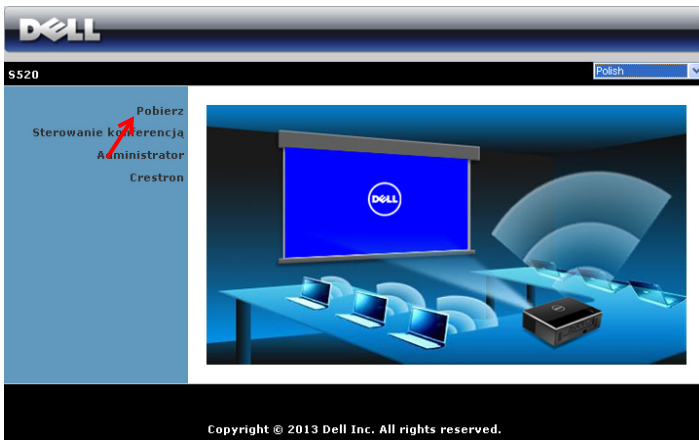 DELL
S520
Polish
Pobierz
Sterowanie konferencją
Administrator
Crestron
DELL
Copyright © 2013 Dell Inc. All rights reserved.